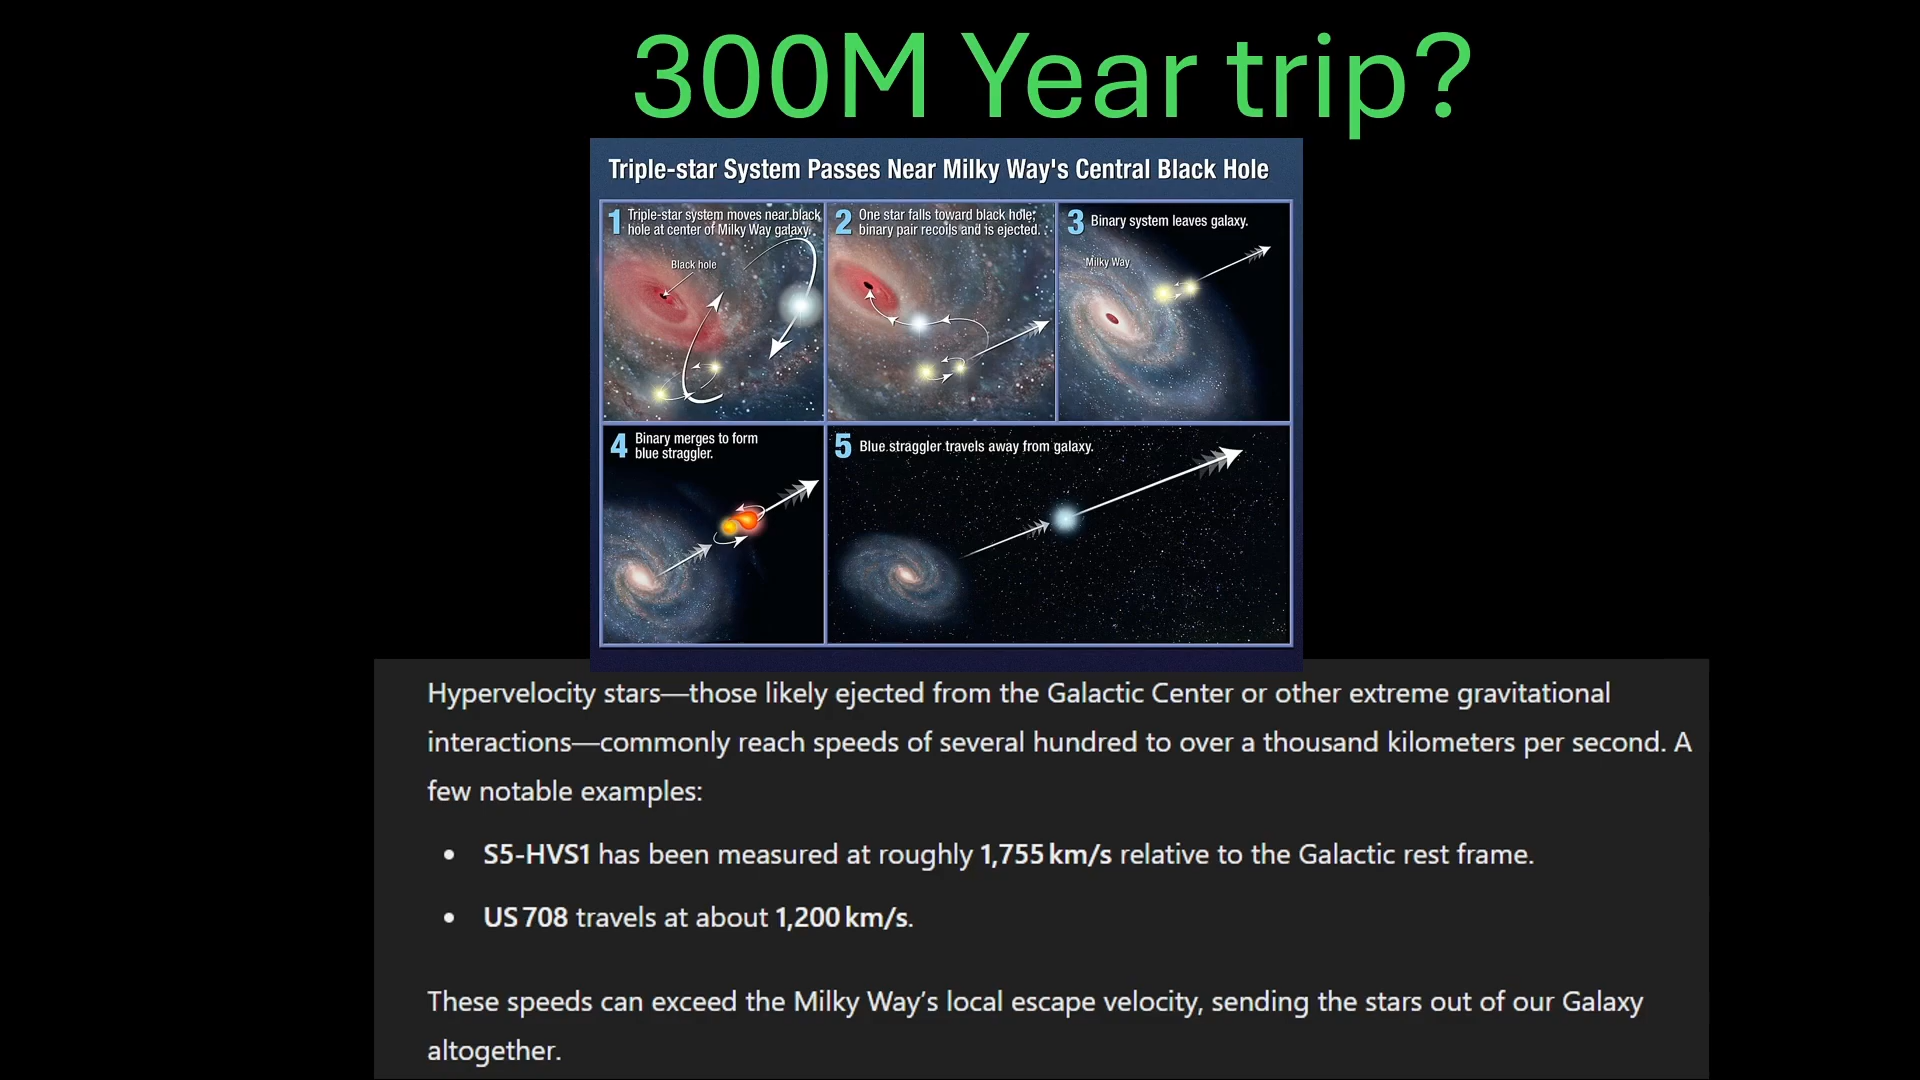 300M Year trip?
Triple-star System Passes Near Milky Way's Central Black Hole
1 Triple-star system moves near black
hole at center of Milky Way galaxy.
Black hole
2 One star falls toward black hole;
binary pair recoils and is ejected.
3 Binary system leaves galaxy.
Milky Way
4 Binary merges to form
blue straggler.
5 Blue straggler travels away from galaxy.
Hypervelocity stars—those likely ejected from the Galactic Center or other extreme gravitational
interactions—commonly reach speeds of several hundred to over a thousand kilometers per second. A
few notable examples:
• S5-HVS1 has been measured at roughly 1,755 km/s relative to the Galactic rest frame.
• US 708 travels at about 1,200 km/s.
These speeds can exceed the Milky Way’s local escape velocity, sending the stars out of our Galaxy
altogether.